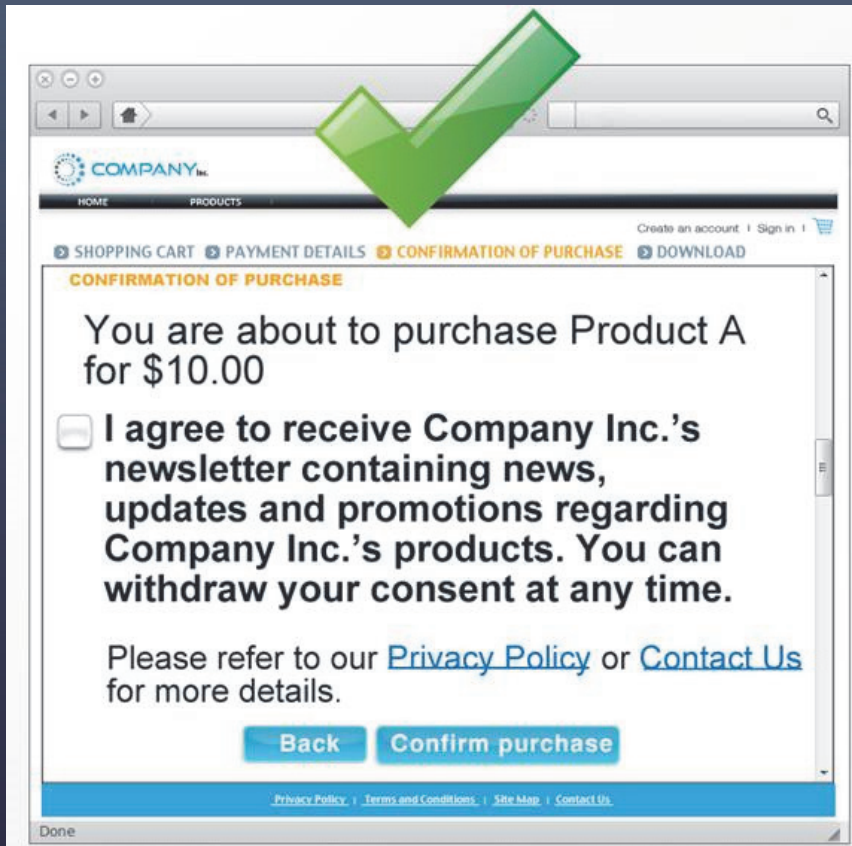 COMPANY Inc.
HOME PRODUCTS
Create an account | Sign in |
SHOPPING CART PAYMENT DETAILS CONFIRMATION OF PURCHASE DOWNLOAD
CONFIRMATION OF PURCHASE
You are about to purchase Product A
for $10.00
I agree to receive Company Inc.'s
newsletter containing news,
updates and promotions regarding
Company Inc.'s products. You can
withdraw your consent at any time.
Please refer to our Privacy Policy or Contact Us
for more details.
Back Confirm purchase
Privacy Policy | Terms and Conditions | Site Map | Contact Us
Done